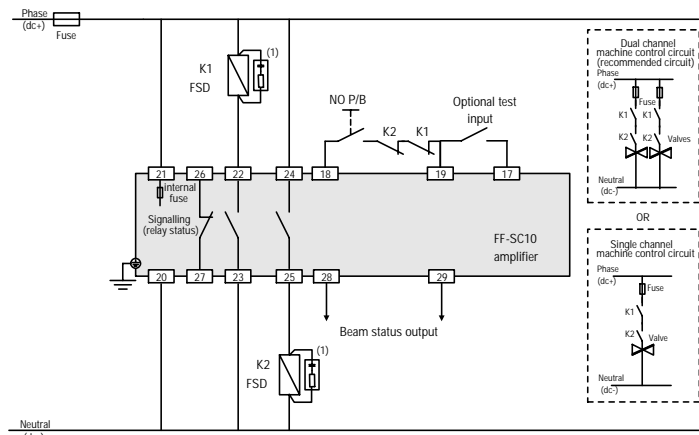 Phase
(dc+)
Fuse
K1
FSD
(1)
NO P/B
K2
K1
Optional test
input
21
26
22
24
18
19
17
internal
fuse
Signalling
(relay status)
FF-SC10
amplifier
20
27
23
25
28
29
Beam status output
K2
FSD
(1)
Neutral
(dc-)
Dual channel
machine control circuit
(recommended circuit)
Phase
(dc+)
Fuse
K1
K1
K2
K2
Valves
Neutral
(dc-)
OR
Single channel
machine control circuit
Phase
(dc+)
Fuse
K1
K2
Valve
Neutral
(dc-)